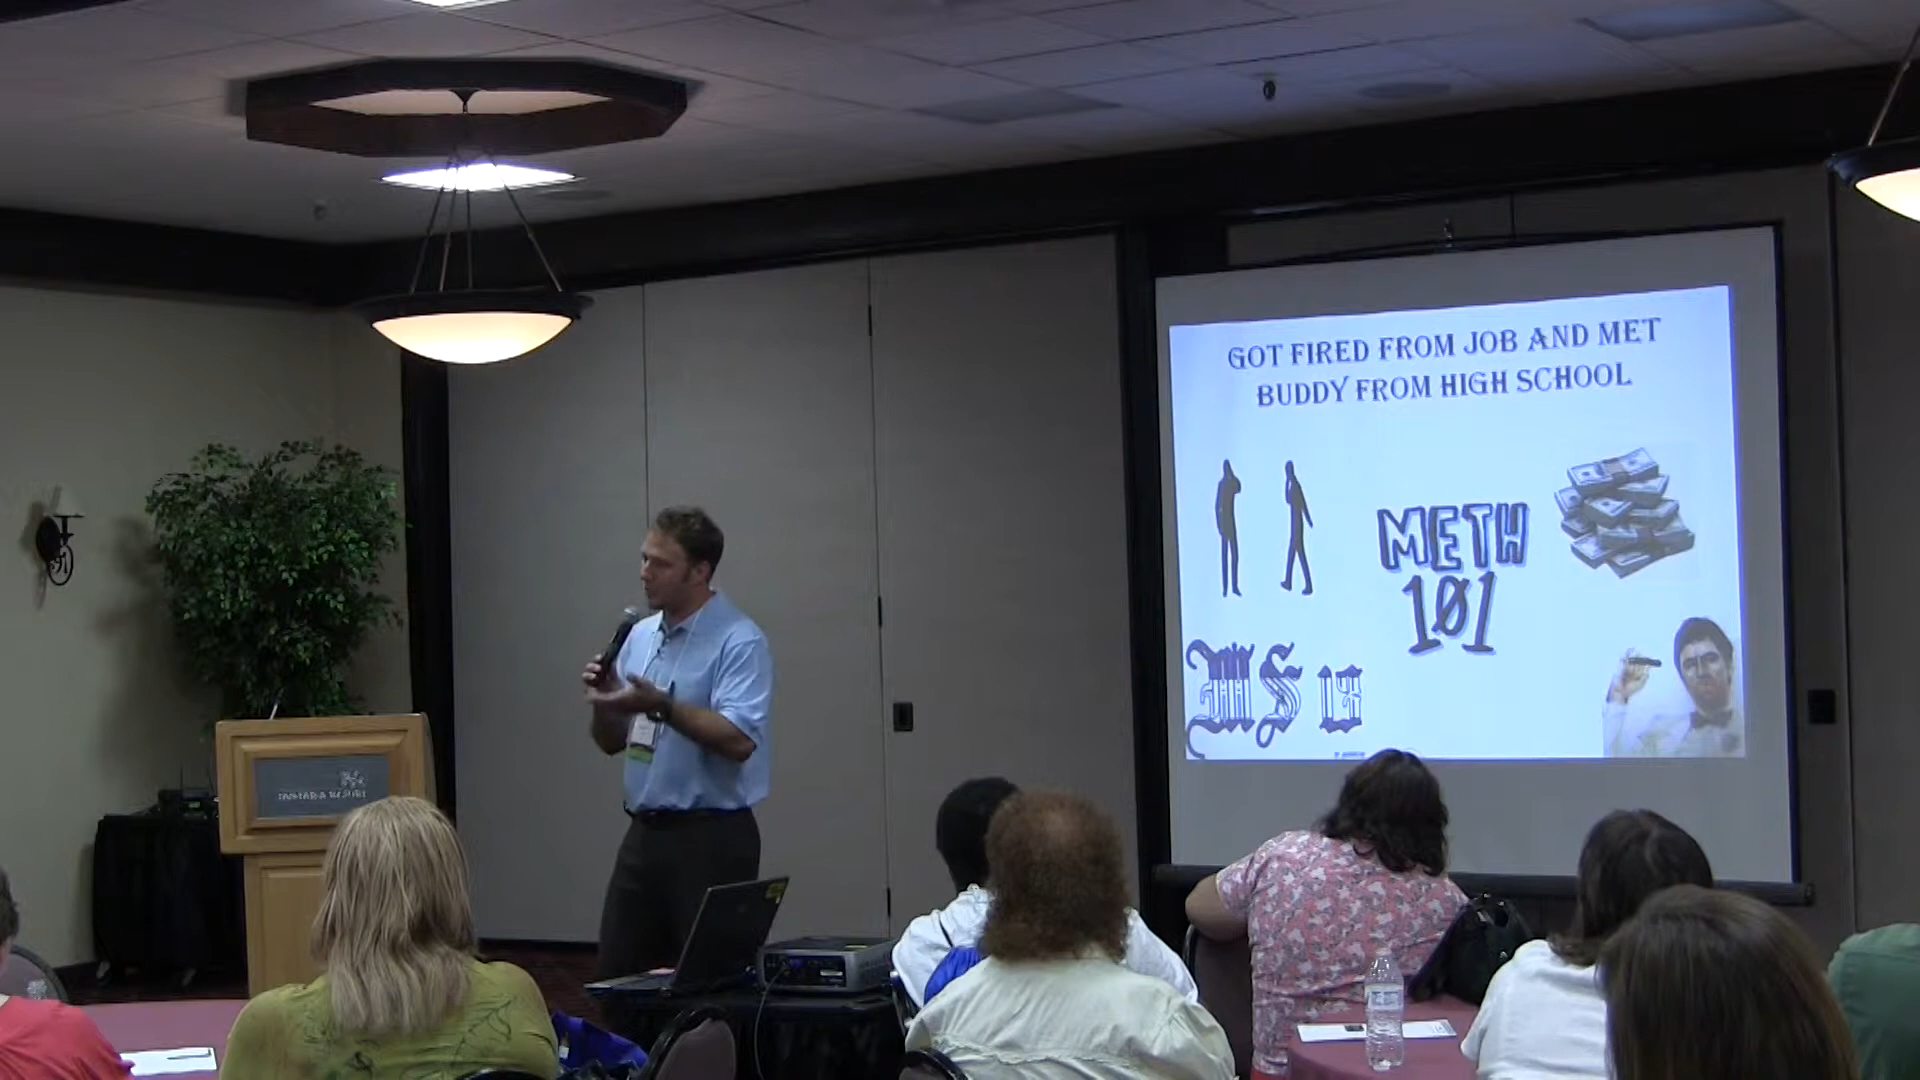 GOT FIRED FROM JOB AND MET
BUDDY FROM HIGH SCHOOL
METH
101
MS 13